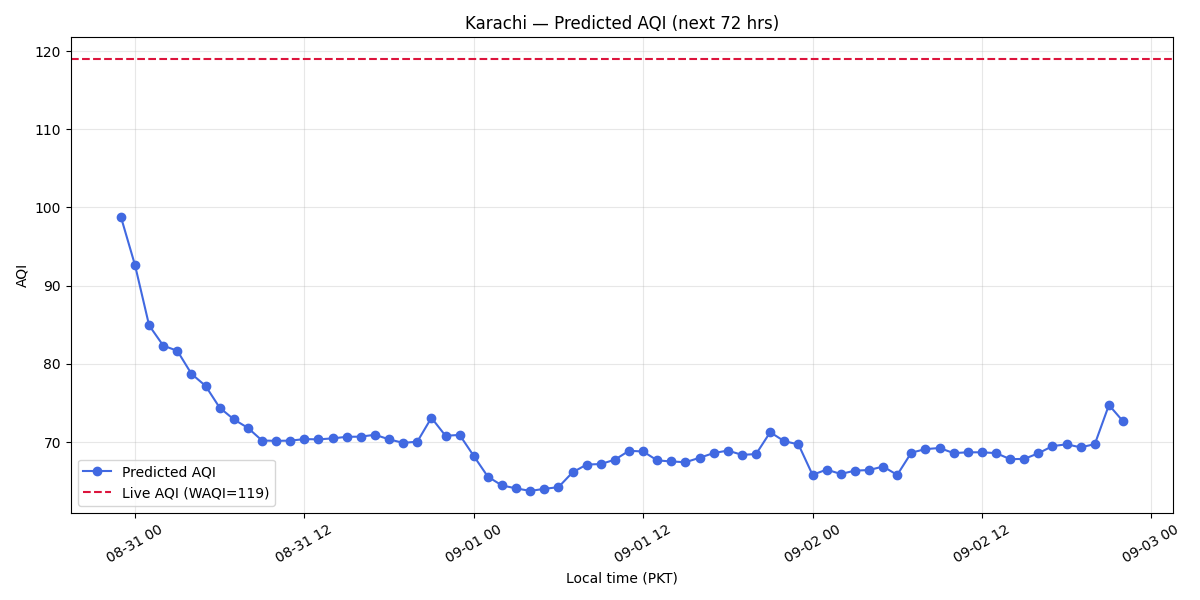 Karachi — Predicted AQI (next 72 hrs)
120
110
100
90
80
70
AQI
Predicted AQI
Live AQI (WAQI=119)
08-31 00
08-31 12
09-01 00
09-01 12
09-02 00
09-02 12
09-03 00
Local time (PKT)